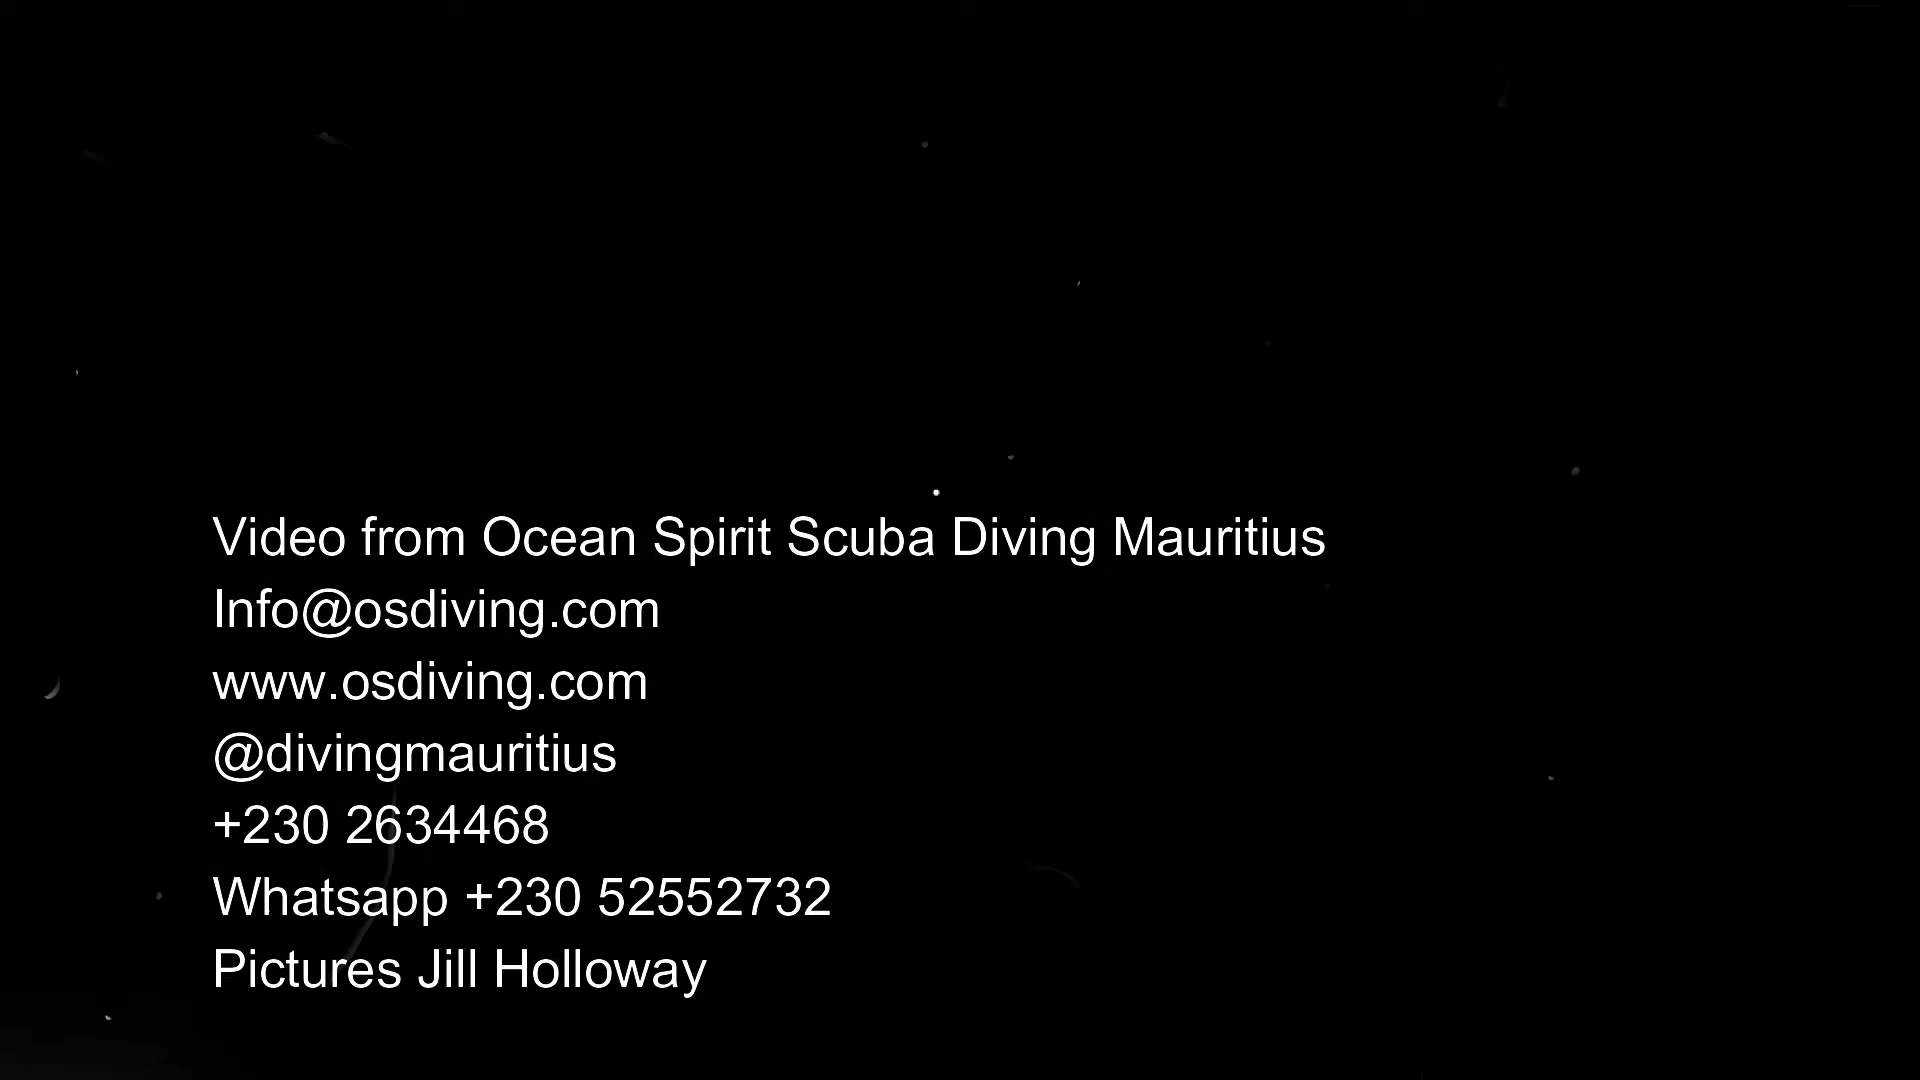 Video from Ocean Spirit Scuba Diving Mauritius
Info@osdiving.com
www.osdiving.com
@divingmauritius
+230 2634468
Whatsapp +230 52552732
Pictures Jill Holloway